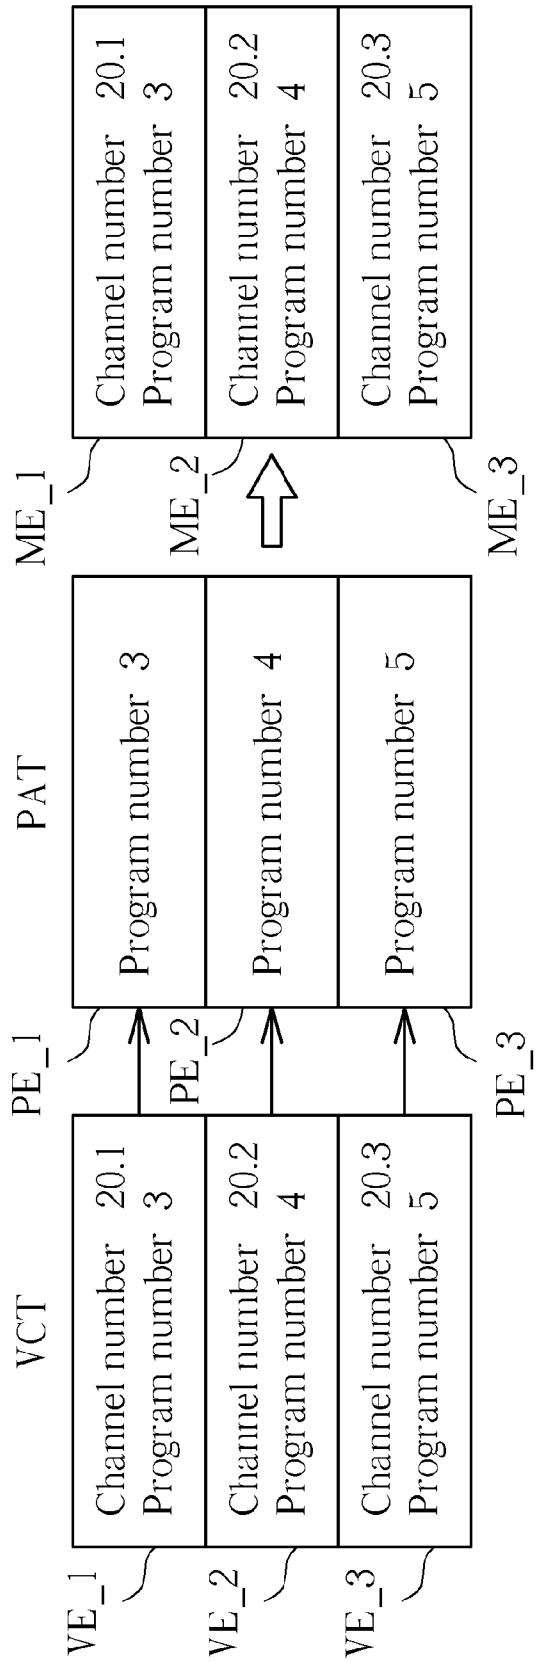 VCT
VE_1
Channel number 20.1
Program number 3
VE_2
Channel number 20.2
Program number 4
VE_3
Channel number 20.3
Program number 5
PAT
PE_1
Program number 3
PE_2
Program number 4
PE_3
Program number 5
ME_1
Channel number 20.1
Program number 3
ME_2
Channel number 20.2
Program number 4
ME_3
Channel number 20.3
Program number 5